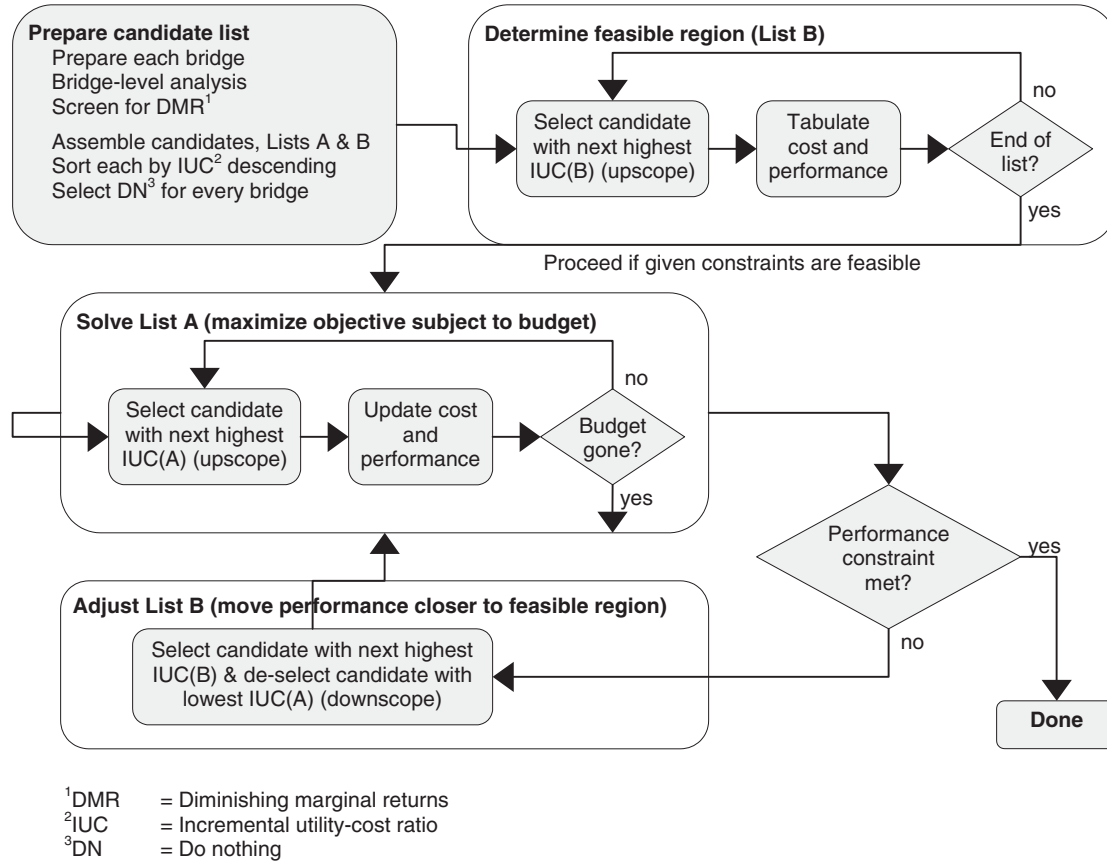 Prepare candidate list
Prepare each bridge
Bridge-level analysis
Screen for DMR¹
Assemble candidates, Lists A & B
Sort each by IUC² descending
Select DN³ for every bridge
Determine feasible region (List B)
Select candidate
with next highest
IUC(B) (upscope)
Tabulate
cost and
performance
no
End of
list?
yes
Proceed if given constraints are feasible
Solve List A (maximize objective subject to budget)
Select candidate
with next highest
IUC(A) (upscope)
Update cost
and
performance
no
Budget
gone?
yes
Performance
constraint
met?
yes
no
Adjust List B (move performance closer to feasible region)
Select candidate with next highest
IUC(B) & de-select candidate with
lowest IUC(A) (downscope)
Done
¹DMR = Diminishing marginal returns
²IUC = Incremental utility-cost ratio
³DN = Do nothing